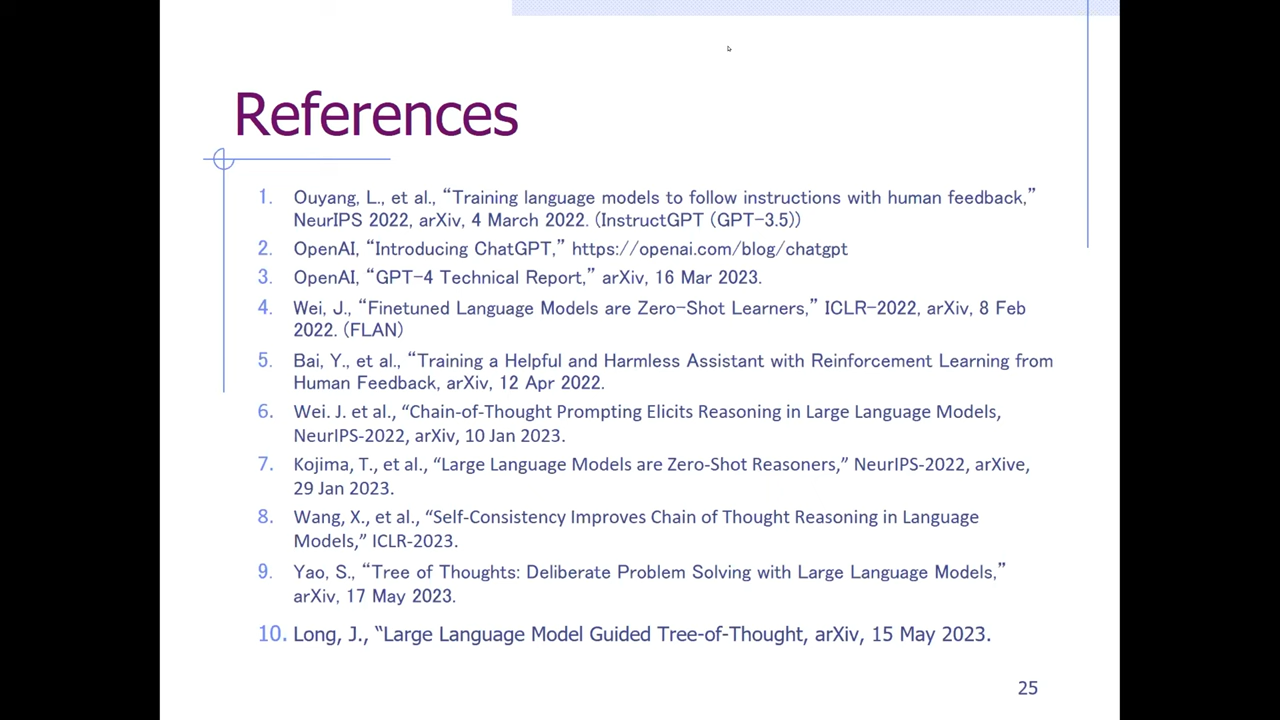 References
1. Ouyang, L., et al., “Training language models to follow instructions with human feedback,”
NeurIPS 2022, arXiv, 4 March 2022. (InstructGPT (GPT-3.5))
2. OpenAI, “Introducing ChatGPT,” https://openai.com/blog/chatgpt
3. OpenAI, “GPT-4 Technical Report,” arXiv, 16 Mar 2023.
4. Wei, J., “Finetuned Language Models are Zero-Shot Learners,” ICLR-2022, arXiv, 8 Feb
2022. (FLAN)
5. Bai, Y., et al., “Training a Helpful and Harmless Assistant with Reinforcement Learning from
Human Feedback, arXiv, 12 Apr 2022.
6. Wei. J. et al., “Chain-of-Thought Prompting Elicits Reasoning in Large Language Models,
NeurIPS-2022, arXiv, 10 Jan 2023.
7. Kojima, T., et al., “Large Language Models are Zero-Shot Reasoners,” NeurIPS-2022, arXive,
29 Jan 2023.
8. Wang, X., et al., “Self-Consistency Improves Chain of Thought Reasoning in Language
Models,” ICLR-2023.
9. Yao, S., “Tree of Thoughts: Deliberate Problem Solving with Large Language Models,”
arXiv, 17 May 2023.
10. Long, J., “Large Language Model Guided Tree-of-Thought, arXiv, 15 May 2023.
25